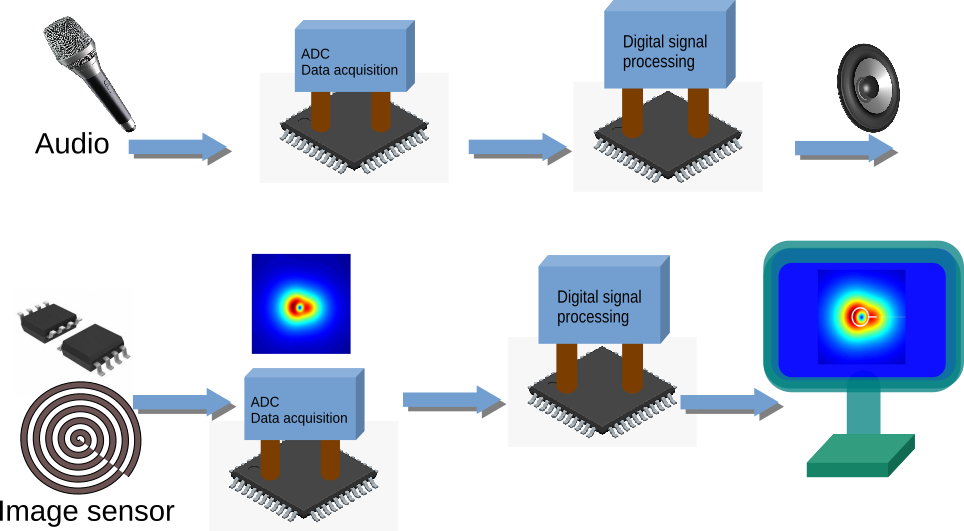 ADC
Data acquisition
Digital signal
processing
Audio
Digital signal
processing
ADC
Data acquisition
Image sensor